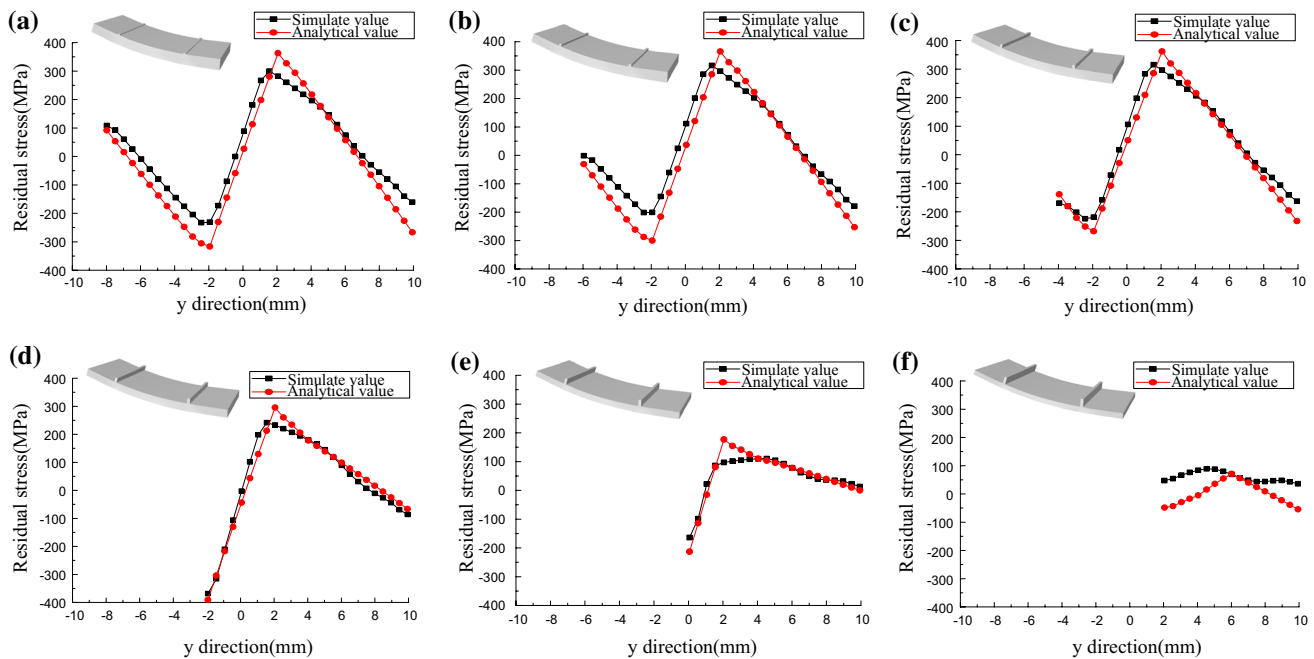 (a)
Simulate value
Analytical value
400
300
200
100
0
-100
-200
-300
-400
Residual stress(MPa)
-10 -8 -6 -4 -2 0 2 4 6 8 10
y direction(mm)
(b)
Simulate value
Analytical value
400
300
200
100
0
-100
-200
-300
-400
Residual stress(MPa)
-10 -8 -6 -4 -2 0 2 4 6 8 10
y direction(mm)
(c)
Simulate value
Analytical value
400
300
200
100
0
-100
-200
-300
-400
Residual stress(MPa)
-10 -8 -6 -4 -2 0 2 4 6 8 10
y direction(mm)
(d)
Simulate value
Analytical value
400
300
200
100
0
-100
-200
-300
-400
Residual stress(MPa)
-10 -8 -6 -4 -2 0 2 4 6 8 10
y direction(mm)
(e)
Simulate value
Analytical value
400
300
200
100
0
-100
-200
-300
-400
Residual stress(MPa)
-10 -8 -6 -4 -2 0 2 4 6 8 10
y direction(mm)
(f)
Simulate value
Analytical value
400
300
200
100
0
-100
-200
-300
-400
Residual stress(MPa)
-10 -8 -6 -4 -2 0 2 4 6 8 10
y direction(mm)